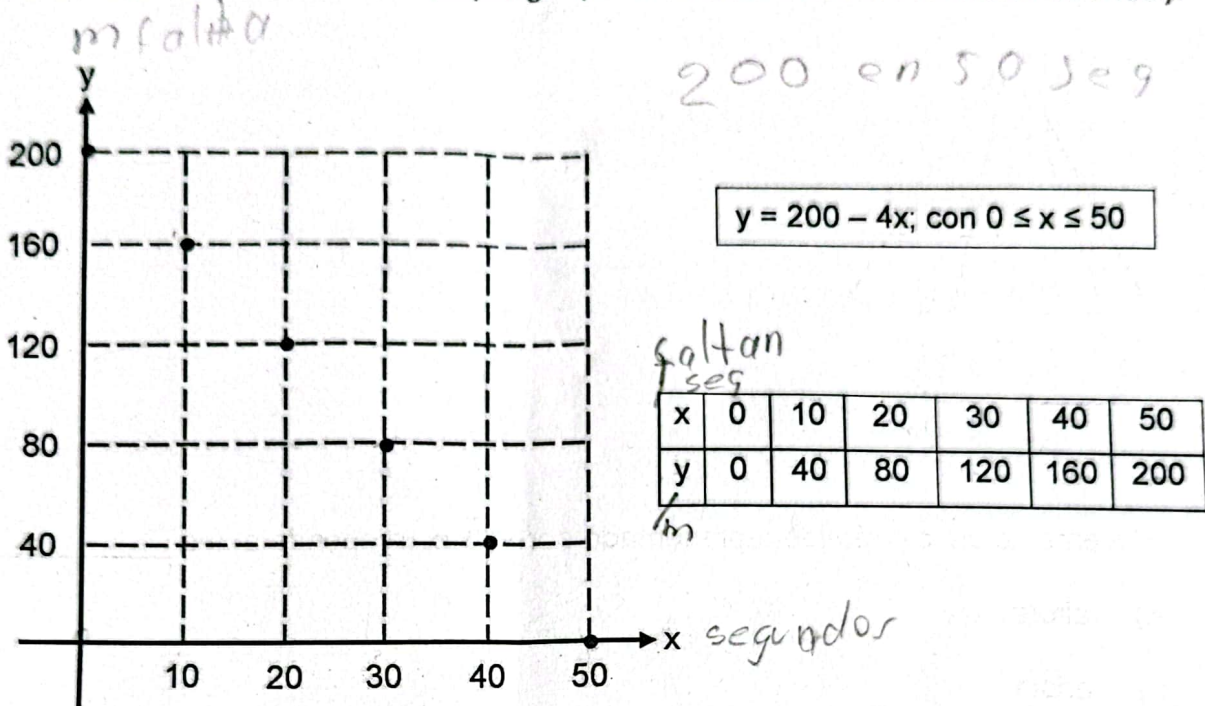 m falta
200 en 50 seg
y
200
160
120
80
40
10 20 30 40 50
x segundos
y = 200 – 4x; con 0 ≤ x ≤ 50
faltan
seg
x 0 10 20 30 40 50
y 0 40 80 120 160 200
m